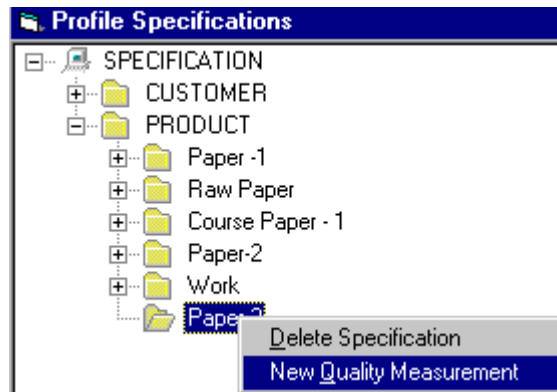 Profile Specifications
SPECIFICATION
CUSTOMER
PRODUCT
Paper -1
Raw Paper
Course Paper - 1
Paper-2
Work
Delete Specification
New Quality Measurement